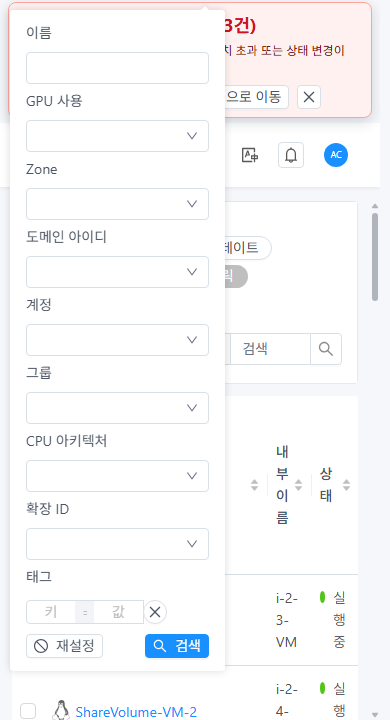 이름
3건)
치 초과 또는 상태 변경이
GPU 사용
으로 이동
Zone
AC
도메인 아이디
데이트
계정
검색
그룹
CPU 아키텍처
내부이름
상태
확장 ID
태그
키 = 값
i-2-3-VM
실행중
재설정
검색
ShareVolume-VM-2
i-2-4-
실행